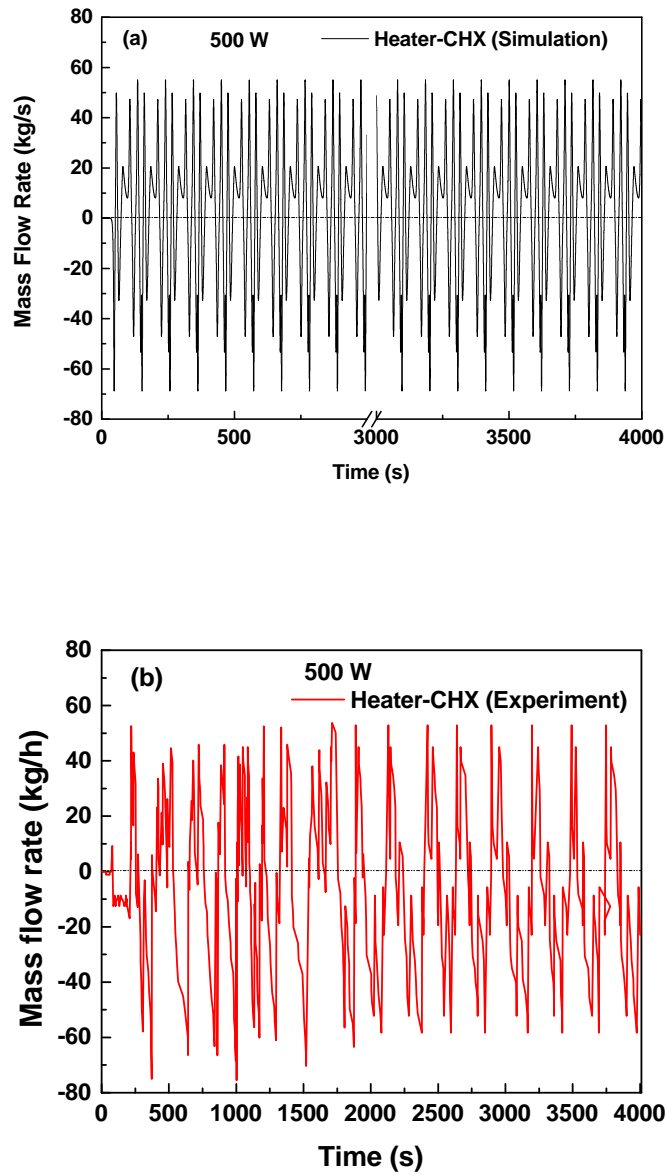 (a) 500 W Heater-CHX (Simulation)
80
60
40
20
0
-20
-40
-60
-80
Mass Flow Rate (kg/s)
0 500 3000 3500 4000
Time (s)
(b) 500 W
Heater-CHX (Experiment)
80
60
40
20
0
-20
-40
-60
-80
Mass flow rate (kg/h)
0 500 1000 1500 2000 2500 3000 3500 4000
Time (s)